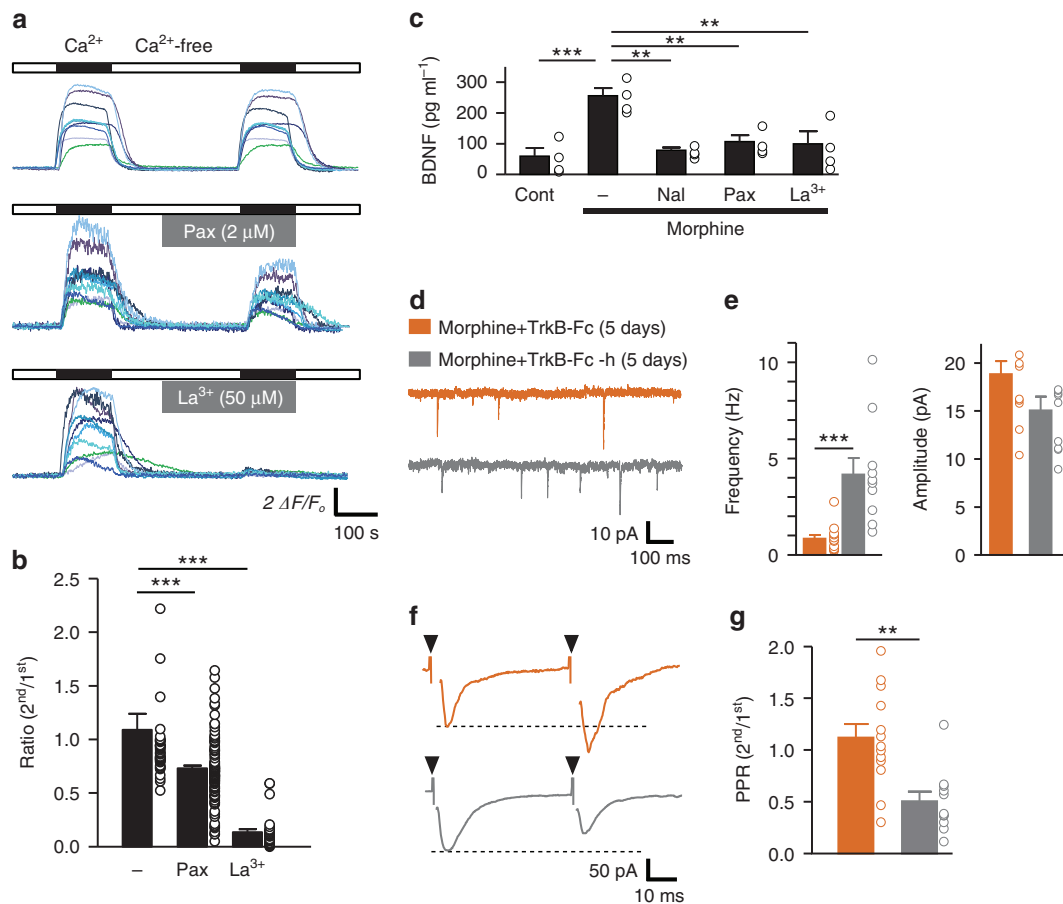 a
Ca²⁺ Ca²⁺-free
Pax (2 μM)
La³⁺ (50 μM)
2 ΔF/Fₒ
100 s
b
*** 
***
2.5
2.0
1.5
1.0
0.5
0.0
Ratio (2ⁿᵈ/1ˢᵗ)
– Pax La³⁺
c
**
**
*** **
300
200
100
0
BDNF (pg ml⁻¹)
Cont – Nal Pax La³⁺
Morphine
d
Morphine+TrkB-Fc (5 days)
Morphine+TrkB-Fc -h (5 days)
10 pA
100 ms
e
10
8
6
4
2
0
Frequency (Hz)
***
20
15
10
5
0
Amplitude (pA)
f
50 pA
10 ms
g
**
2.0
1.5
1.0
0.5
0.0
PPR (2ⁿᵈ/1ˢᵗ)